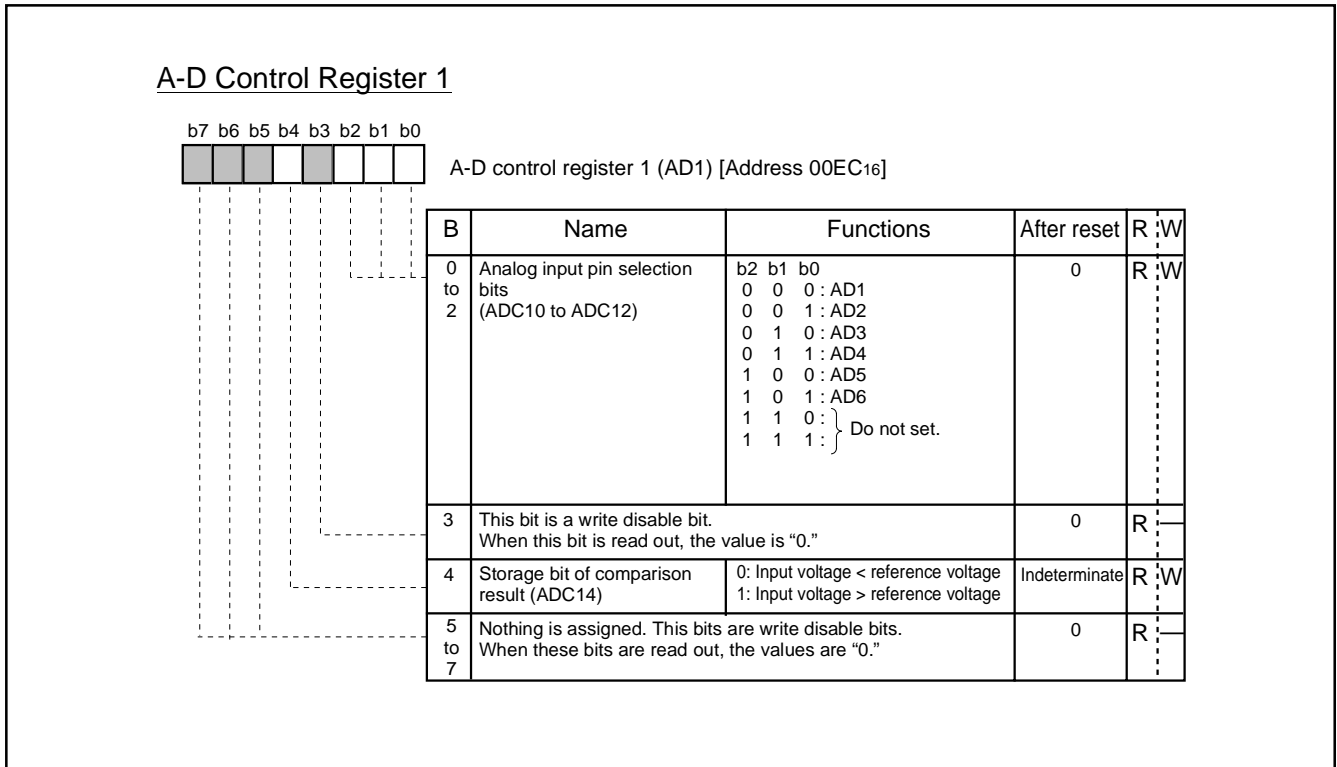 A-D Control Register 1
b7 b6 b5 b4 b3 b2 b1 b0
A-D control register 1 (AD1) [Address 00EC16]
B Name Functions After reset R W
0 to 2
Analog input pin selection bits
(ADC10 to ADC12)
b2 b1 b0
0 0 0 : AD1
0 0 1 : AD2
0 1 0 : AD3
0 1 1 : AD4
1 0 0 : AD5
1 0 1 : AD6
1 1 0 :
1 1 1 :
Do not set.
0 R W
3
This bit is a write disable bit.
When this bit is read out, the value is “0.”
0 R —
4
Storage bit of comparison
result (ADC14)
0: Input voltage < reference voltage
1: Input voltage > reference voltage
Indeterminate R W
5 to 7
Nothing is assigned. This bits are write disable bits.
When these bits are read out, the values are “0.”
0 R —